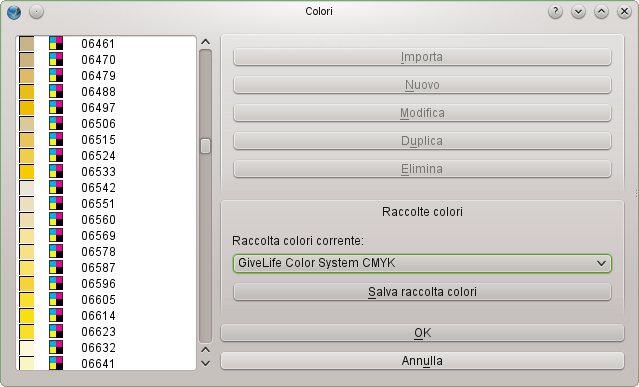 Colori
06461
06470
06479
06488
06497
06506
06515
06524
06533
06542
06551
06560
06569
06578
06587
06596
06605
06614
06623
06632
06641
Importa
Nuovo
Modifica
Duplica
Elimina
Raccolte colori
Raccolta colori corrente:
GiveLife Color System CMYK
Salva raccolta colori
OK
Annulla